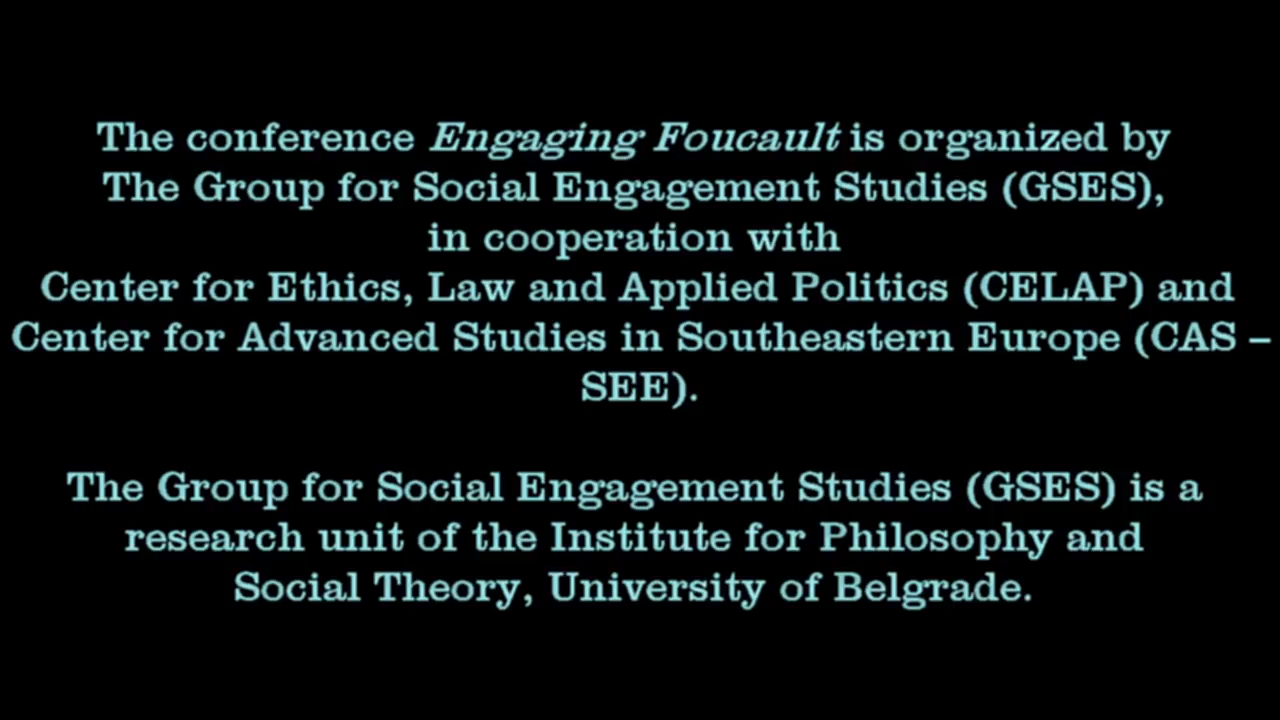 The conference Engaging Foucault is organized by
The Group for Social Engagement Studies (GSES),
in cooperation with
Center for Ethics, Law and Applied Politics (CELAP) and
Center for Advanced Studies in Southeastern Europe (CAS –
SEE).
The Group for Social Engagement Studies (GSES) is a
research unit of the Institute for Philosophy and
Social Theory, University of Belgrade.